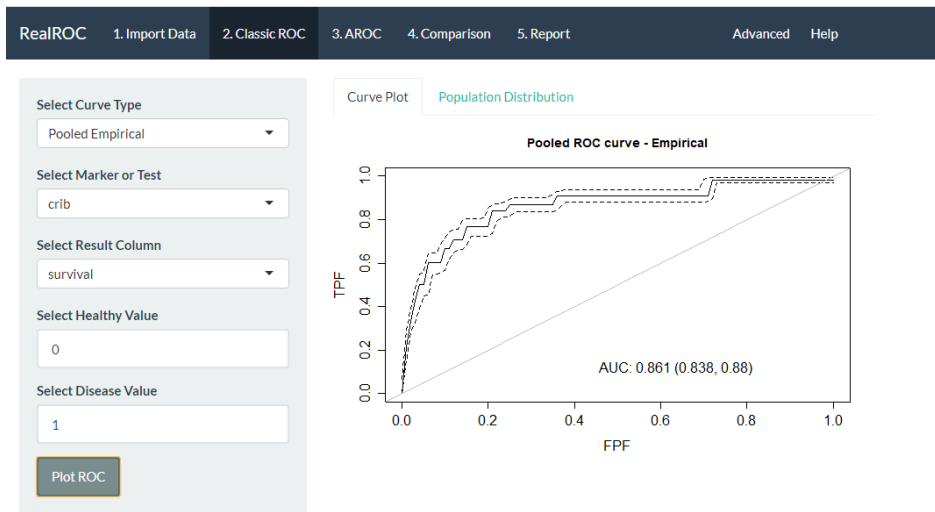 RealROC 1. Import Data 2. Classic ROC 3. AROC 4. Comparison 5. Report Advanced Help
Select Curve Type
Pooled Empirical
Select Marker or Test
crib
Select Result Column
survival
Select Healthy Value
0
Select Disease Value
1
Plot ROC
Curve Plot Population Distribution
Pooled ROC curve - Empirical
TPF
1.0
0.8
0.6
0.4
0.2
0.0
AUC: 0.861 (0.838, 0.88)
0.0 0.2 0.4 0.6 0.8 1.0
FPF